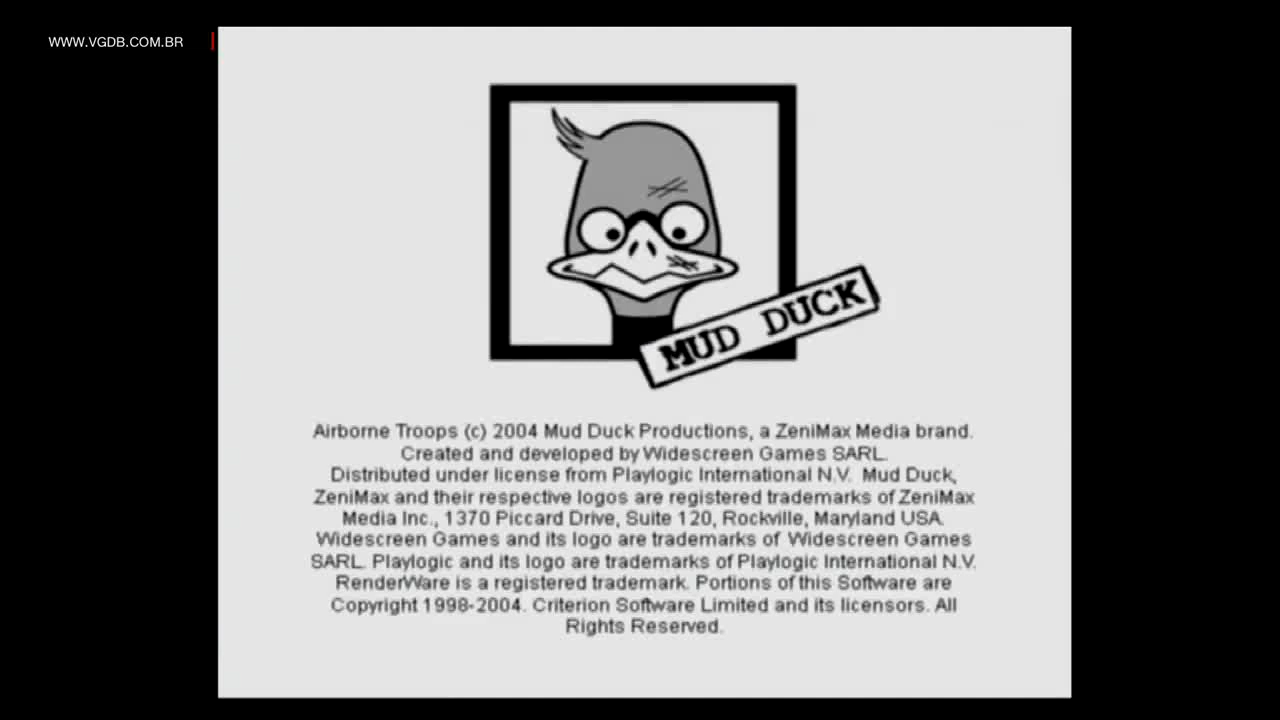 WWW.VGDB.COM.BR
MUD DUCK
Airborne Troops (c) 2004 Mud Duck Productions, a ZeniMax Media brand.
Created and developed by Widescreen Games SARL.
Distributed under license from Playlogic International N.V. Mud Duck,
ZeniMax and their respective logos are registered trademarks of ZeniMax
Media Inc., 1370 Piccard Drive, Suite 120, Rockville, Maryland USA.
Widescreen Games and its logo are trademarks of Widescreen Games
SARL. Playlogic and its logo are trademarks of Playlogic International N.V.
RenderWare is a registered trademark. Portions of this Software are
Copyright 1998-2004. Criterion Software Limited and its licensors. All
Rights Reserved.